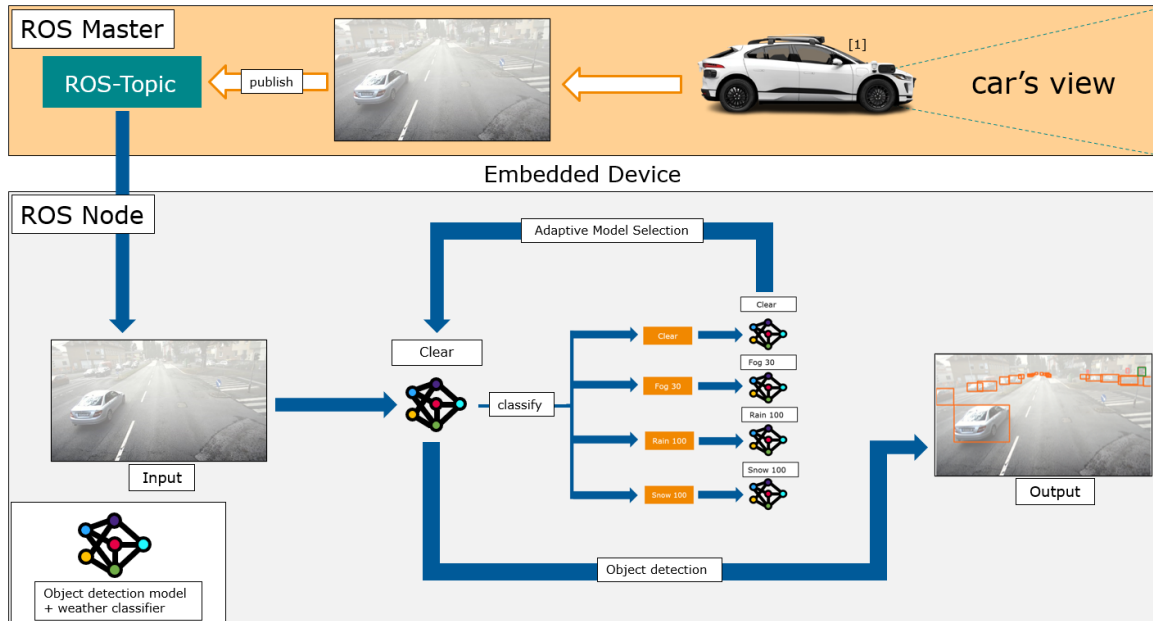 ROS Master
ROS-Topic
publish
[1]
car's view
Embedded Device
ROS Node
Adaptive Model Selection
Clear
Clear
Clear
Fog 30
Fog 30
classify
Rain 100
Rain 100
Snow 100
Snow 100
Input
Output
Object detection
Object detection model
+ weather classifier